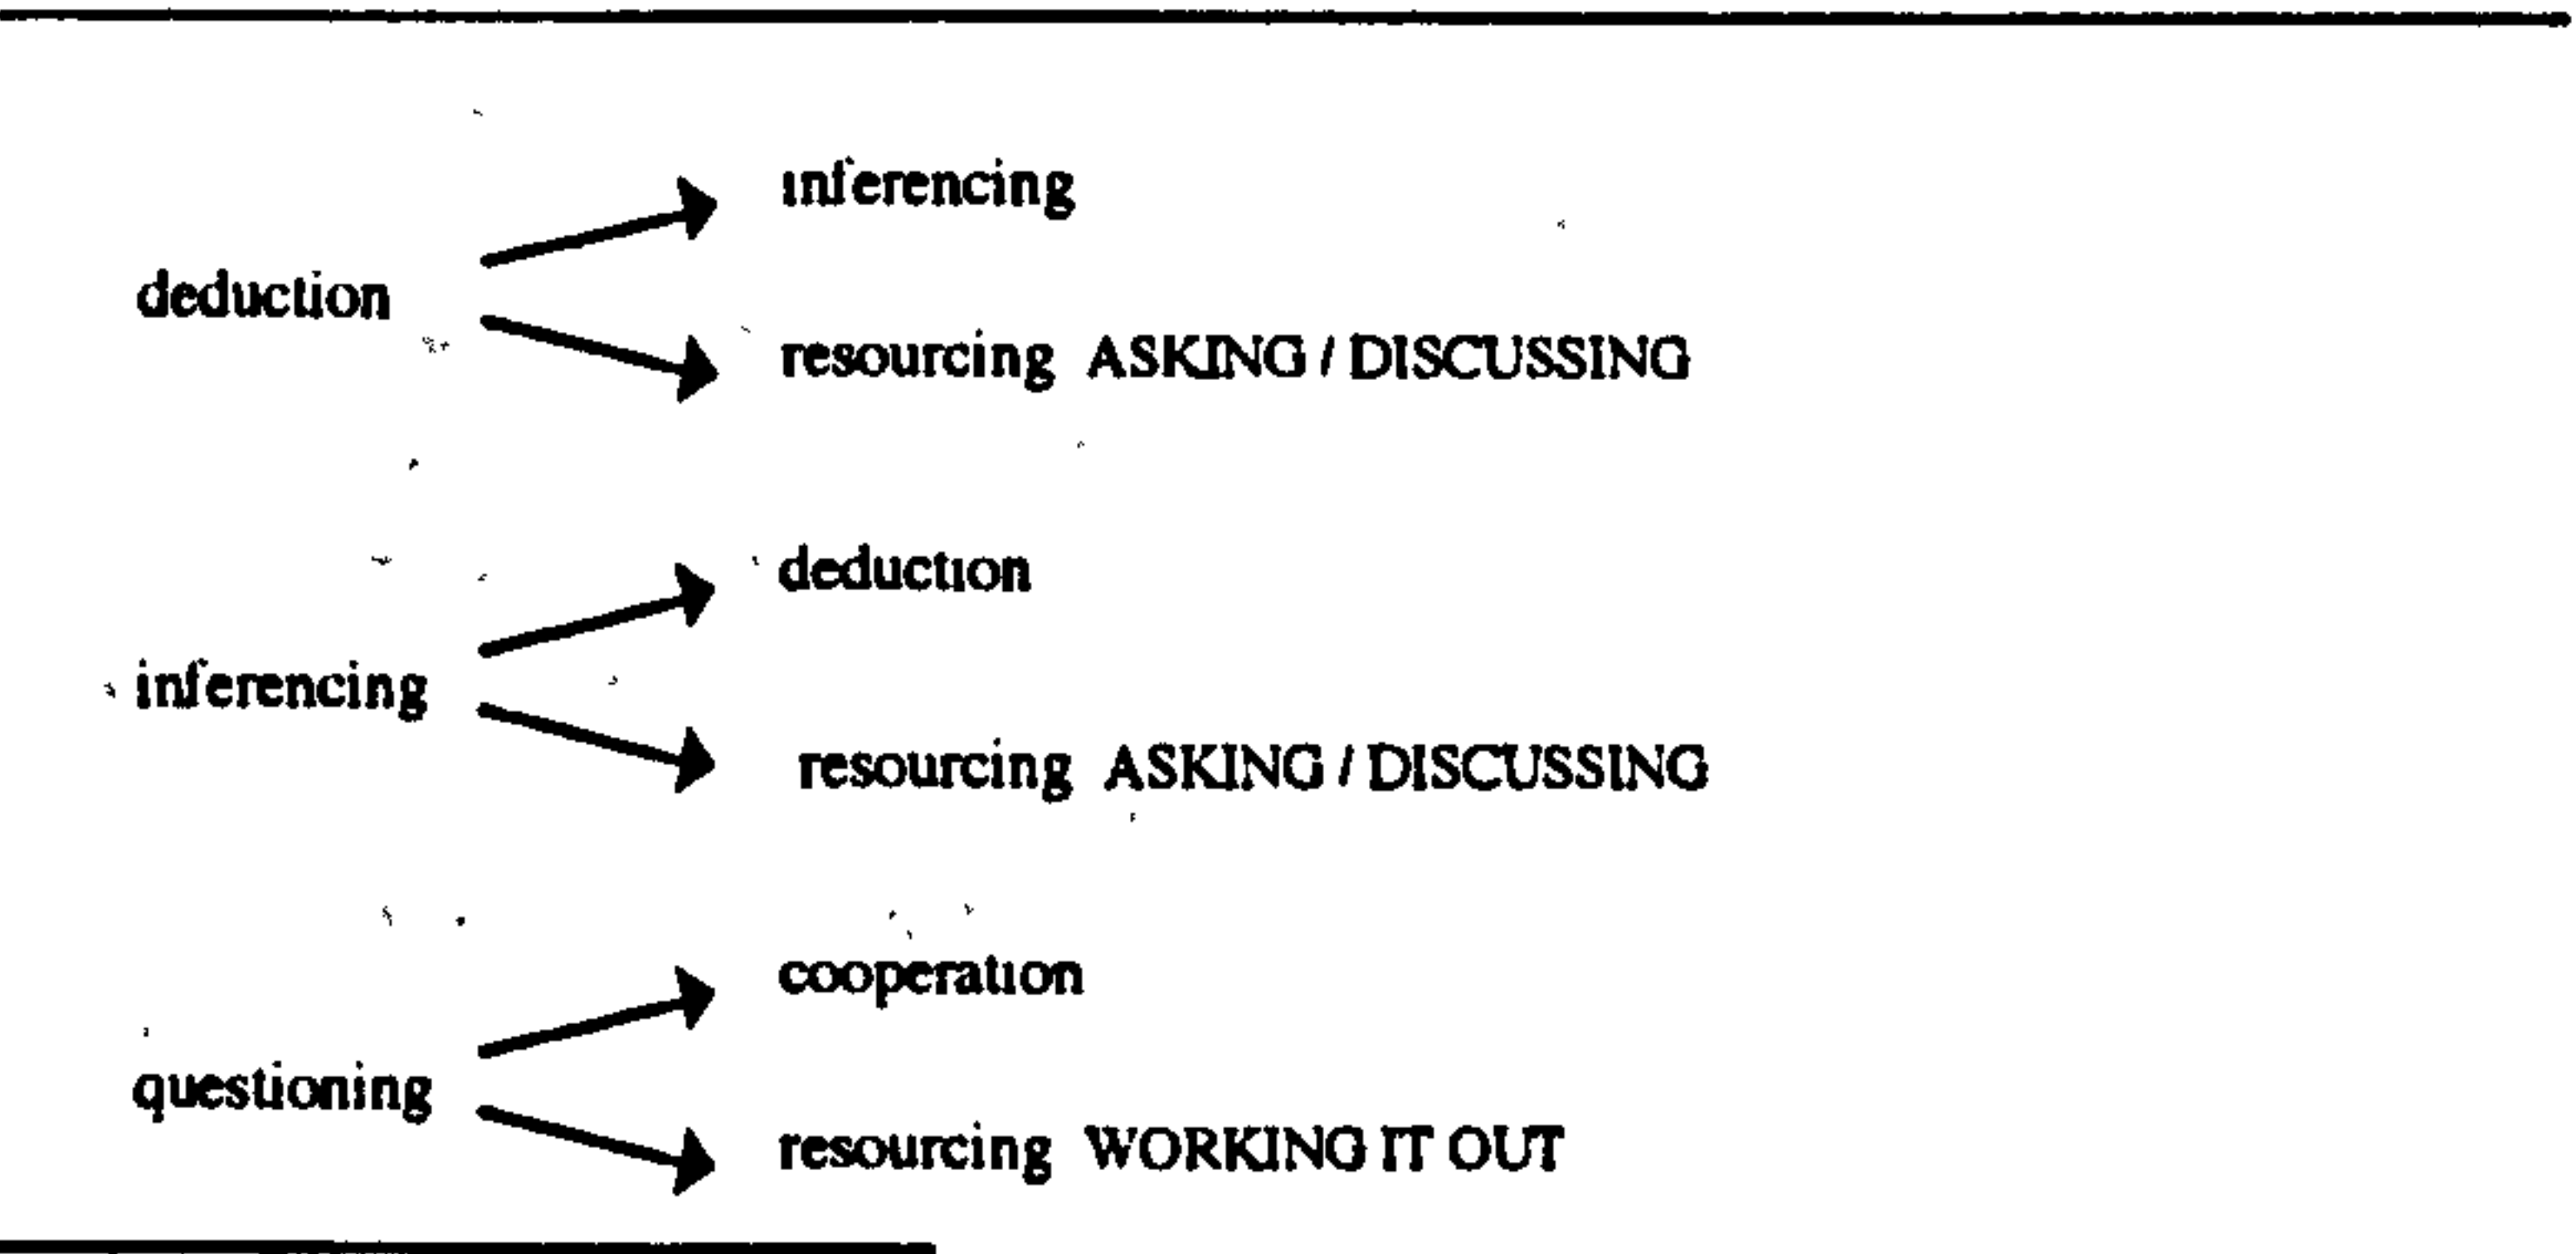 inferencing
deduction
resourcing ASKING / DISCUSSING
deduction
inferencing
resourcing ASKING / DISCUSSING
cooperation
questioning
resourcing WORKING IT OUT